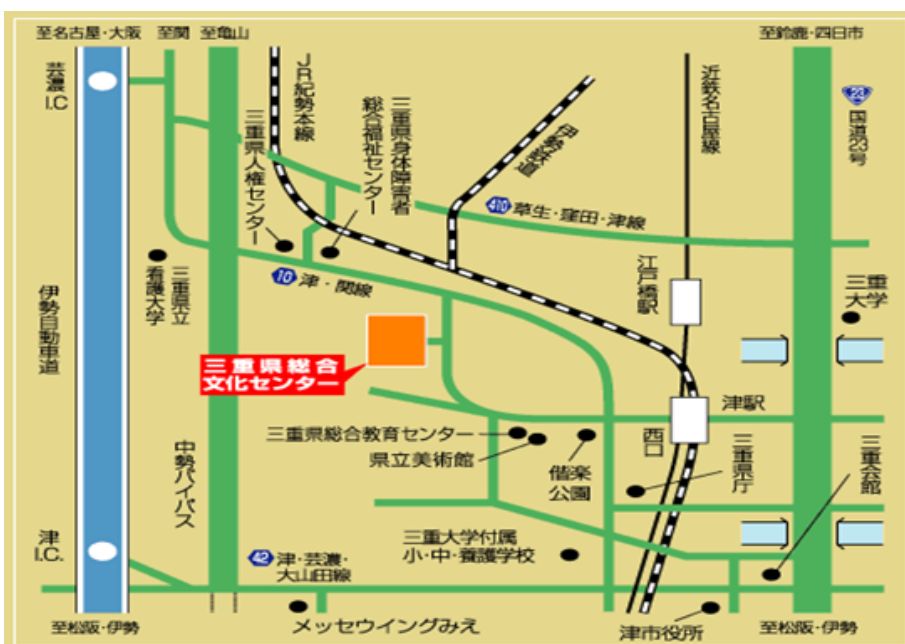 至名古屋・大阪
至関
至亀山
至鈴鹿・四日市
芸濃
I.C
JR紀勢本線
三重県人権センター
三重県身体障害者
総合福祉センター
伊勢鉄道
近鉄名古屋線
23
国道23号
410 草生・窪田・津線
三重県立
看護大学
10 津・関線
江戸橋駅
三重
大学
伊勢自動車道
三重県総合
文化センター
津駅
西口
三重県総合教育センター
県立美術館
偕楽
公園
三重県庁
三重会館
中勢バイパス
津
I.C.
42 津・芸濃・
大山田線
三重大学付属
小・中・養護学校
至松阪・伊勢
メッセウイングみえ
津市役所
至松阪・伊勢